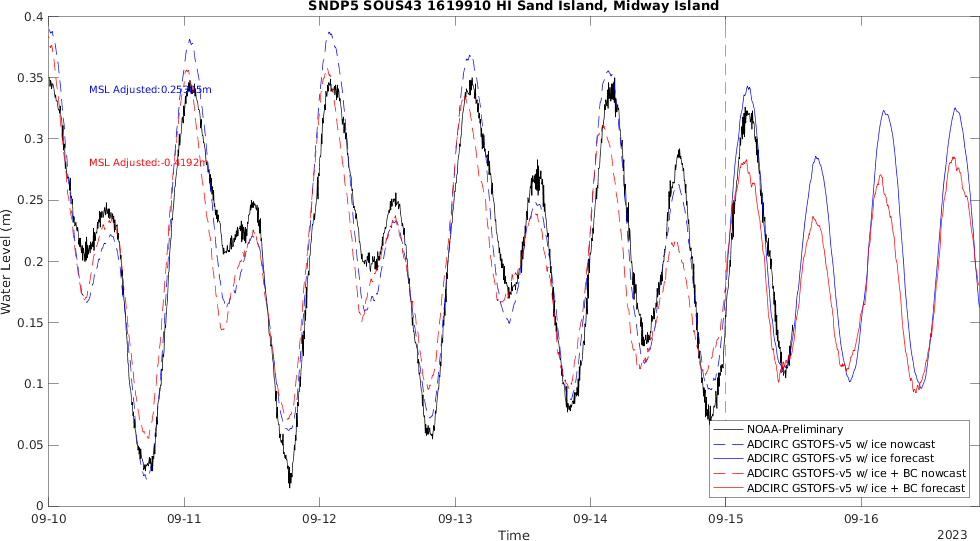 SNDP5 SOUS43 1619910 HI Sand Island, Midway Island
0.4
0.35
0.3
0.25
0.2
0.15
0.1
0.05
0
Water Level (m)
MSL Adjusted:-0.4192m
NOAA-Preliminary
ADCIRC GSTOFS-v5 w/ ice nowcast
ADCIRC GSTOFS-v5 w/ ice forecast
ADCIRC GSTOFS-v5 w/ ice + BC nowcast
ADCIRC GSTOFS-v5 w/ ice + BC forecast
09-10 09-11 09-12 09-13 09-14 09-15 09-16
Time
2023